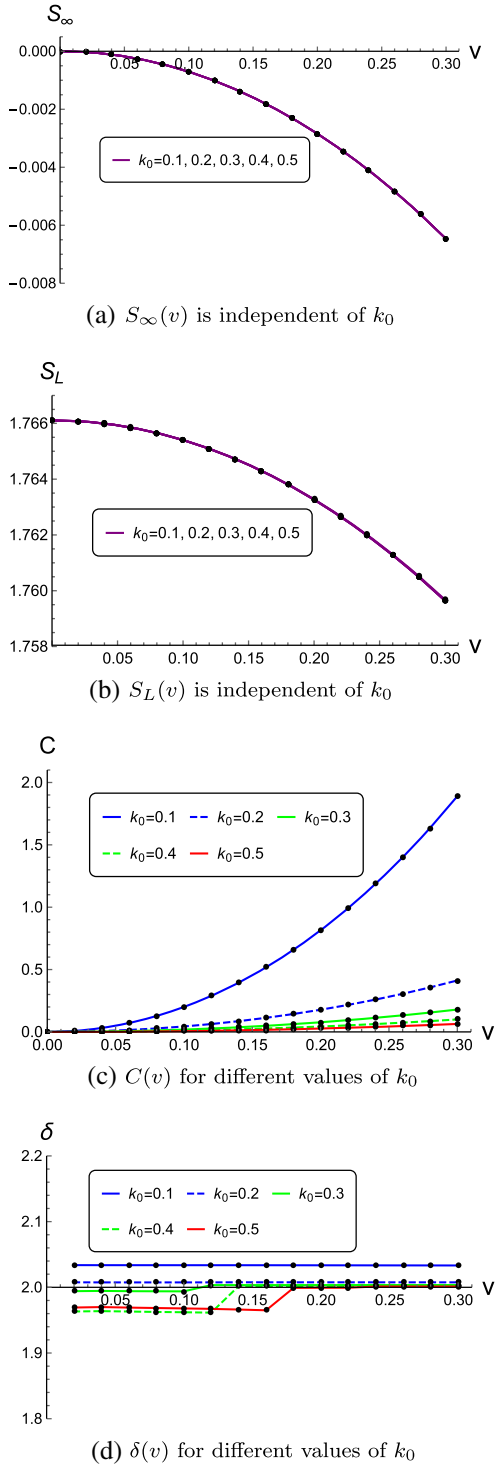 S∞
0.000
0.05 0.10 0.15 0.20 0.25 0.30 v
−0.002
−0.004
−0.006
−0.008
k0=0.1, 0.2, 0.3, 0.4, 0.5
(a) S∞(v) is independent of k0
SL
1.766
1.764
1.762
1.760
1.758
k0=0.1, 0.2, 0.3, 0.4, 0.5
0.05 0.10 0.15 0.20 0.25 0.30 v
(b) SL(v) is independent of k0
C
2.0
1.5
1.0
0.5
0.0
k0=0.1 k0=0.2 k0=0.3
k0=0.4 k0=0.5
0.00 0.05 0.10 0.15 0.20 0.25 0.30 v
(c) C(v) for different values of k0
δ
2.2
2.1
2.0
1.9
1.8
k0=0.1 k0=0.2 k0=0.3
k0=0.4 k0=0.5
0.05 0.10 0.15 0.20 0.25 0.30 v
(d) δ(v) for different values of k0